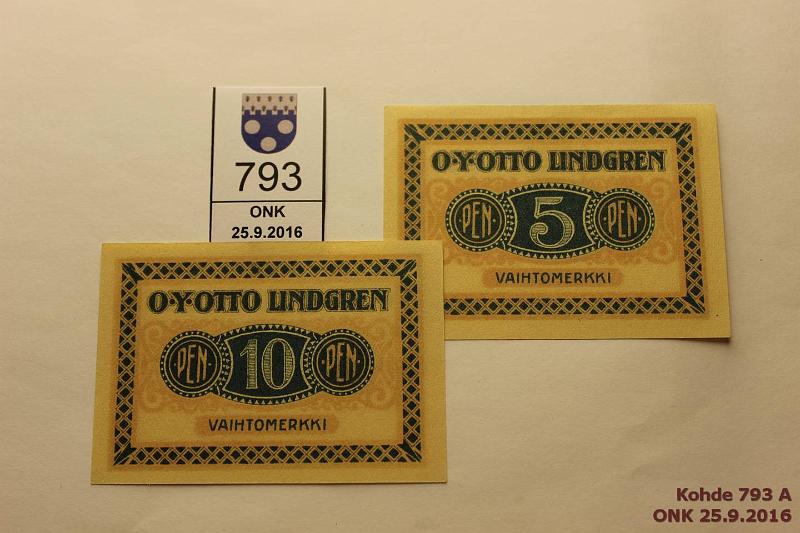 793
ONK
25.9.2016
O·Y·OTTO LINDGREN
PEN 5 PEN
VAIHTOMERKKI
O·Y·OTTO LINDGREN
·PEN· 10 ·PEN·
VAIHTOMERKKI
Kohde 793 A
ONK 25.9.2016